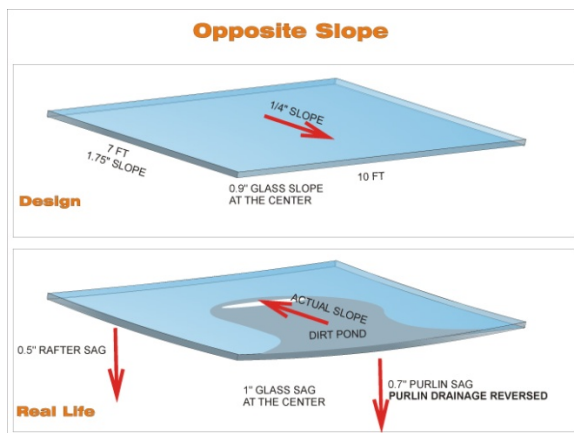 Opposite Slope
1/4" SLOPE
7 FT
1.75" SLOPE
0.9" GLASS SLOPE
AT THE CENTER
10 FT
Design
ACTUAL SLOPE
DIRT POND
0.5" RAFTER SAG
1" GLASS SAG
AT THE CENTER
0.7" PURLIN SAG
PURLIN DRAINAGE REVERSED
Real Life